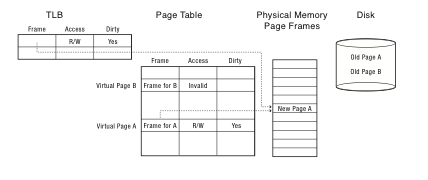 TLB
Page Table
Physical Memory
Page Frames
Disk
Frame Access Dirty
R/W Yes
Frame Access Dirty
Virtual Page B Frame for B Invalid
Virtual Page A Frame for A R/W Yes
New Page A
Old Page A
Old Page B